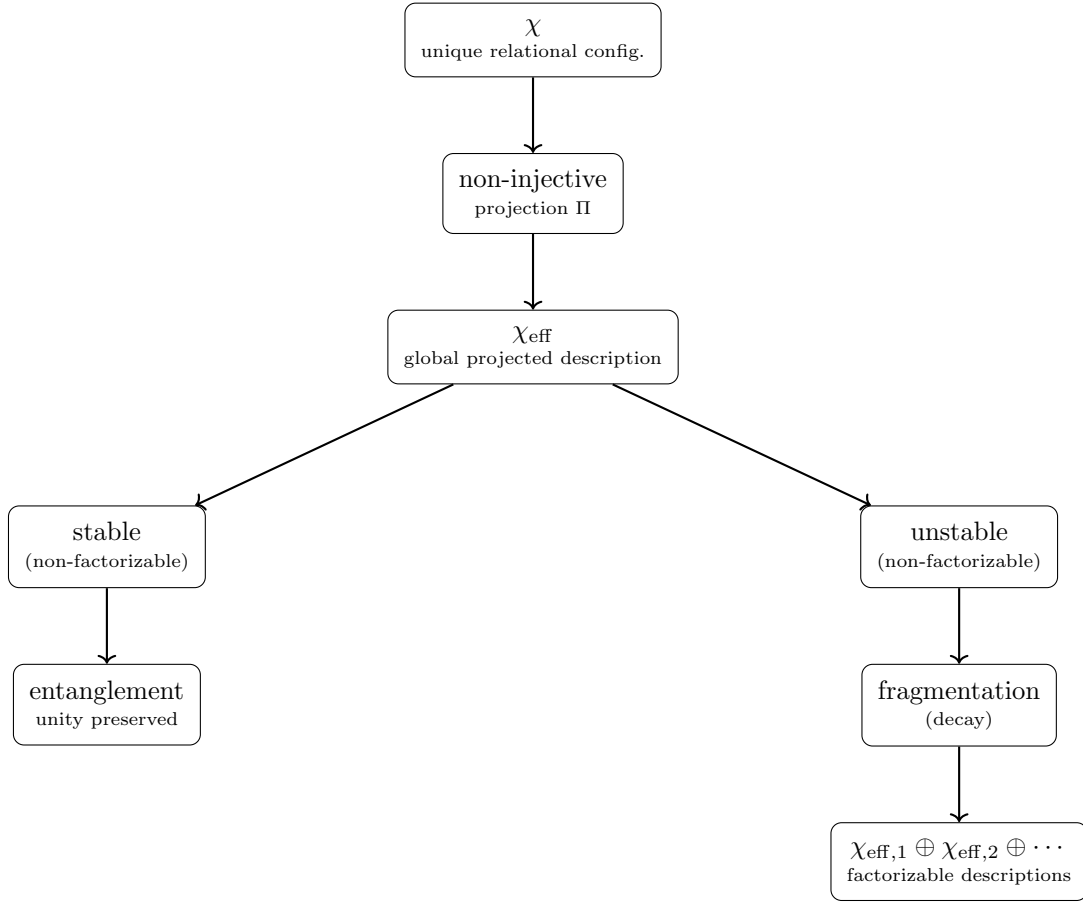 χ
unique relational config.
non-injective
projection Π
χeff
global projected description
stable
(non-factorizable)
unstable
(non-factorizable)
entanglement
unity preserved
fragmentation
(decay)
χeff,1 ⊕ χeff,2 ⊕ ⋯
factorizable descriptions